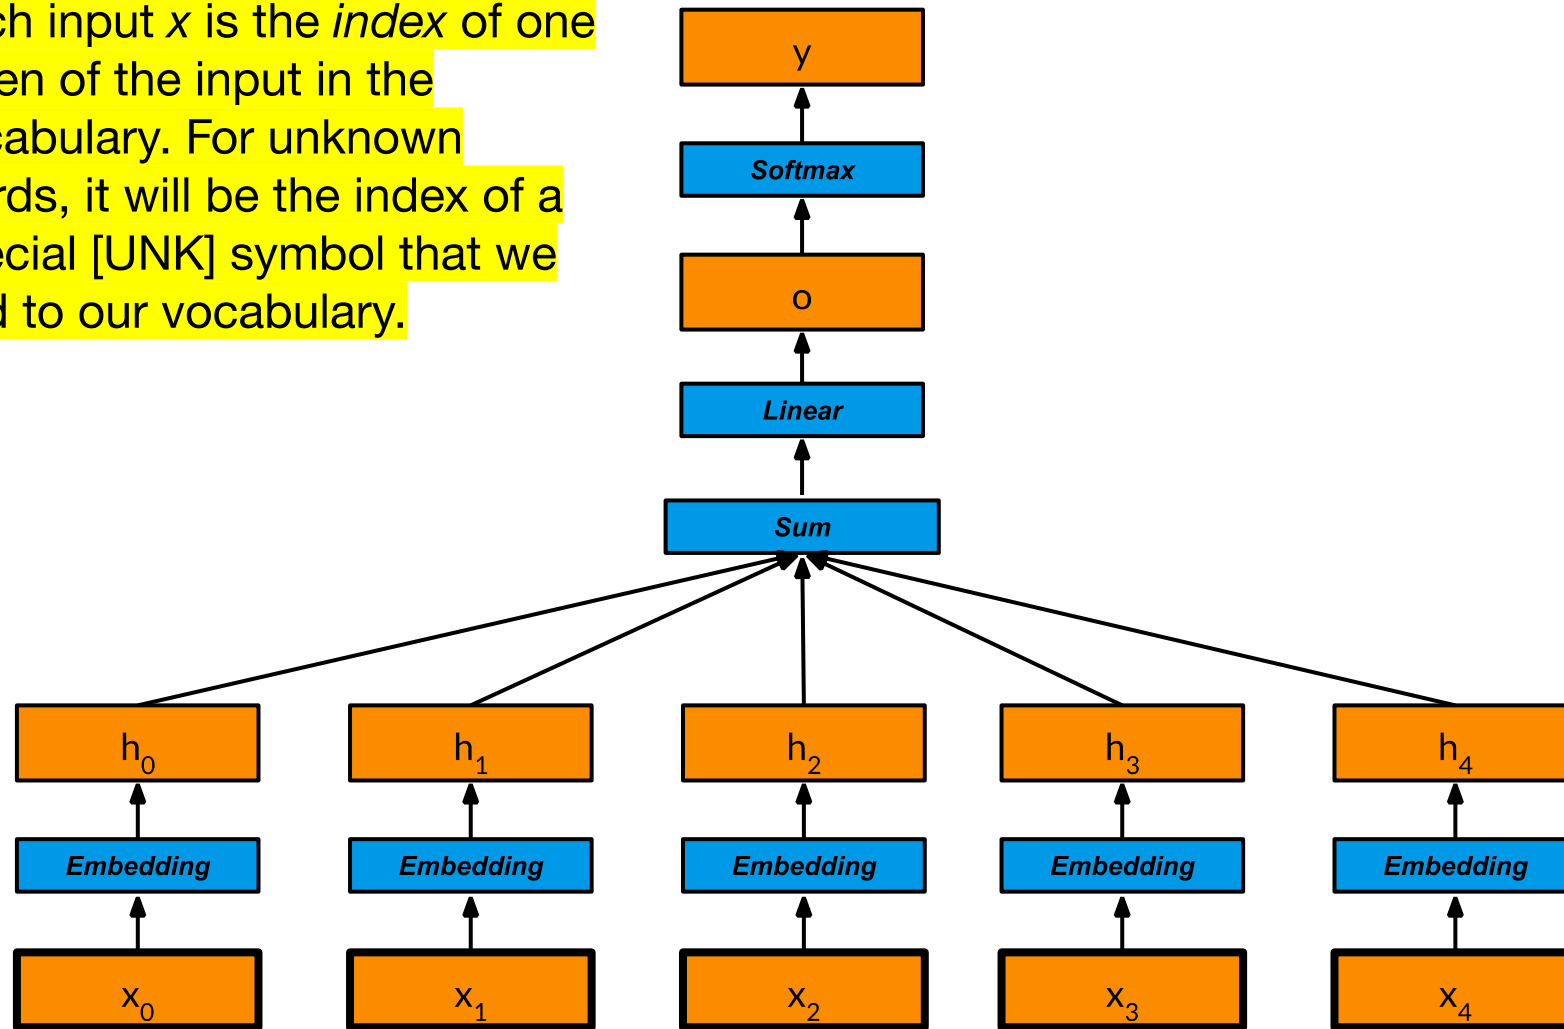 ch input x is the index of one
en of the input in the
cabulary. For unknown
rds, it will be the index of a
ecial [UNK] symbol that we
d to our vocabulary.
y
Softmax
o
Linear
Sum
h0 h1 h2 h3 h4
Embedding Embedding Embedding Embedding Embedding
x0 x1 x2 x3 x4